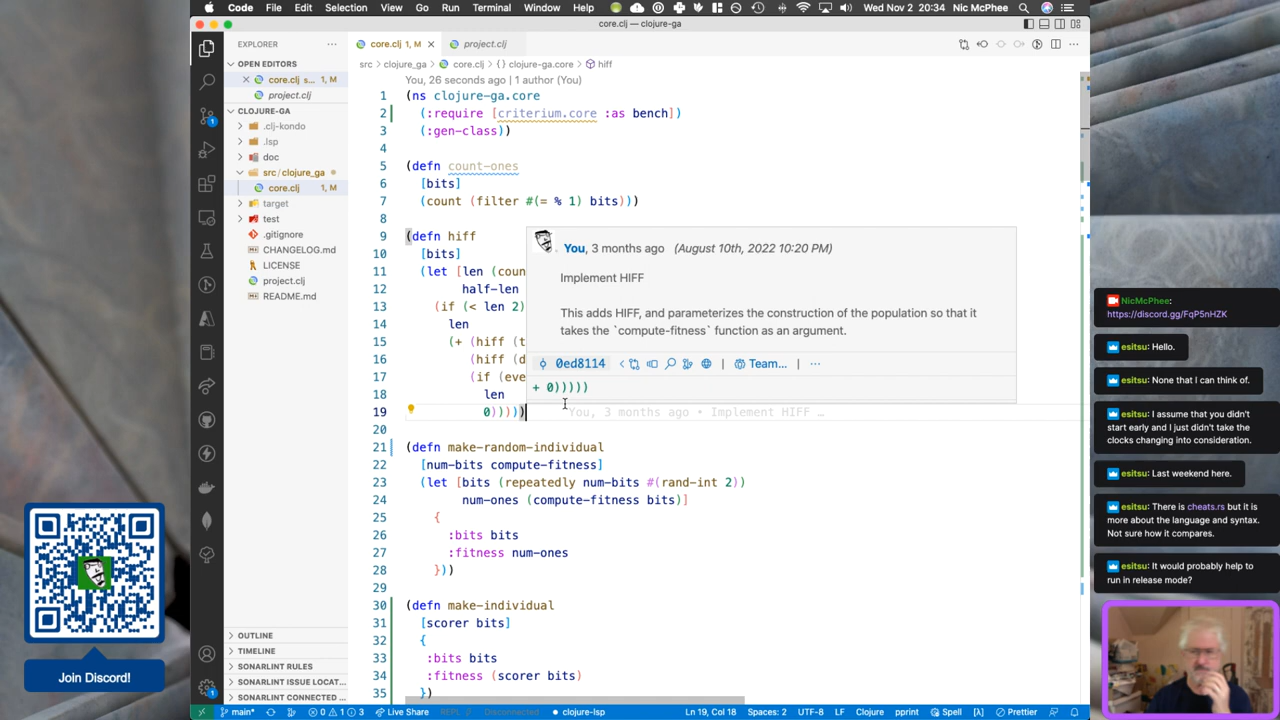 Code File Edit Selection View Go Run Terminal Window Help Wed Nov 2 20:34 Nic McPhee
core.clj — clojure-ga
EXPLORER
OPEN EDITORS
core.clj s... 1, M
project.clj
CLOJURE-GA
.clj-kondo
.lsp
doc
src/clojure_ga
core.clj 1, M
target
test
.gitignore
CHANGELOG.md
LICENSE
project.clj
README.md
OUTLINE
TIMELINE
SONARLINT RULES
SONARLINT ISSUE LOCAT...
SONARLINT CONNECTED ...
core.clj 1, M
project.clj
src > clojure_ga > core.clj > {} clojure-ga.core > hiff
You, 26 seconds ago | 1 author (You)
1 (ns clojure-ga.core
2 (:require [criterium.core :as bench])
3 (:gen-class))
4
5 (defn count-ones
6 [bits]
7 (count (filter #(= % 1) bits)))
8
9 (defn hiff
10 [bits]
11 (let [len (coun
12 half-len
13 (if (< len 2)
14 len
15 (+ (hiff (t
16 (hiff (d
17 (if (eve
18 len
19 0))))) You, 3 months ago • Implement HIFF …
20
21 (defn make-random-individual
22 [num-bits compute-fitness]
23 (let [bits (repeatedly num-bits #(rand-int 2))
24 num-ones (compute-fitness bits)]
25 {
26 :bits bits
27 :fitness num-ones
28 }))
29
30 (defn make-individual
31 [scorer bits]
32 {
33 :bits bits
34 :fitness (scorer bits)
35 })
You, 3 months ago (August 10th, 2022 10:20 PM)
Implement HIFF
This adds HIFF, and parameterizes the construction of the population so that it
takes the `compute-fitness` function as an argument.
0ed8114 | Team... | ...
+ 0)))))
main* 0 1 3 Live Share REPL Disconnected clojure-lsp Ln 19, Col 18 Spaces: 2 UTF-8 LF Clojure pprint [λ] Spell Prettier
NicMcPhee:
https://discord.gg/FqP5nHZK
esitsu: Hello.
esitsu: None that I can think of.
esitsu: I assume that you didn't
start early and I just didn't take the
clocks changing into consideration.
esitsu: Last weekend here.
esitsu: There is cheats.rs but it is
more about the language and syntax.
Not sure how it compares.
esitsu: It would probably help to
run in release mode?
Join Discord!